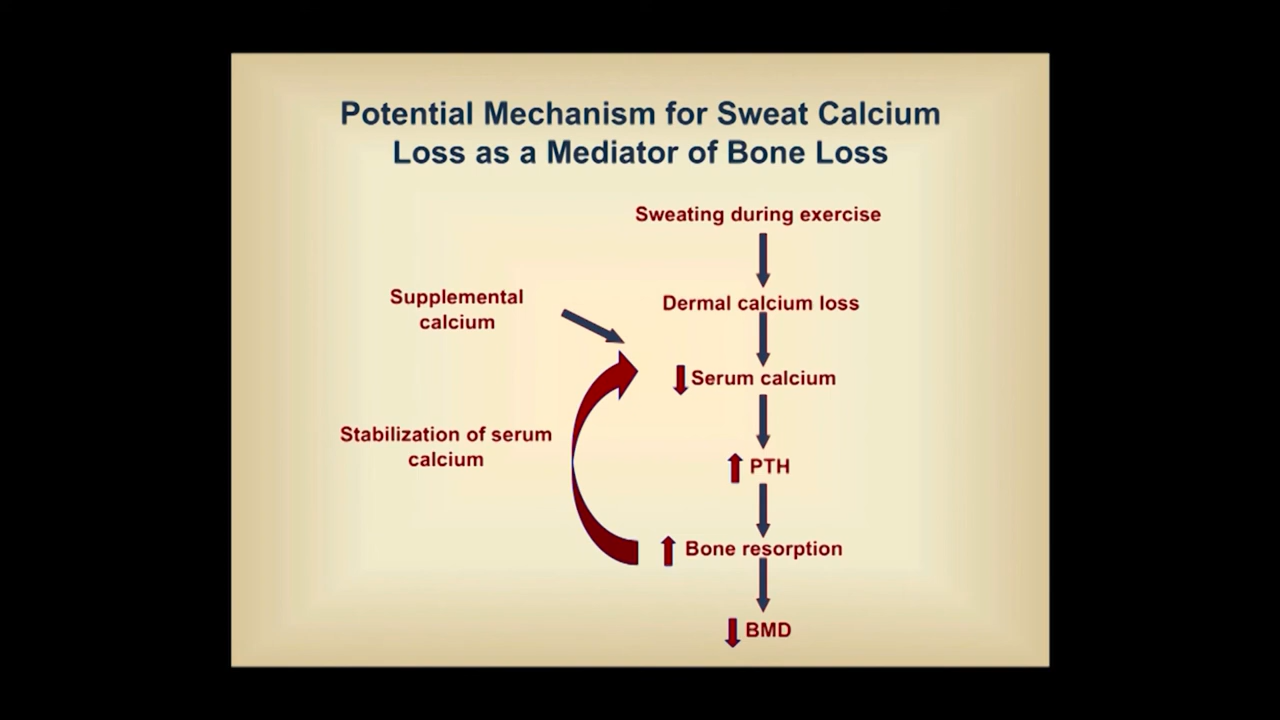 Potential Mechanism for Sweat Calcium
Loss as a Mediator of Bone Loss
Sweating during exercise
Supplemental
calcium
Dermal calcium loss
Serum calcium
Stabilization of serum
calcium
PTH
Bone resorption
BMD